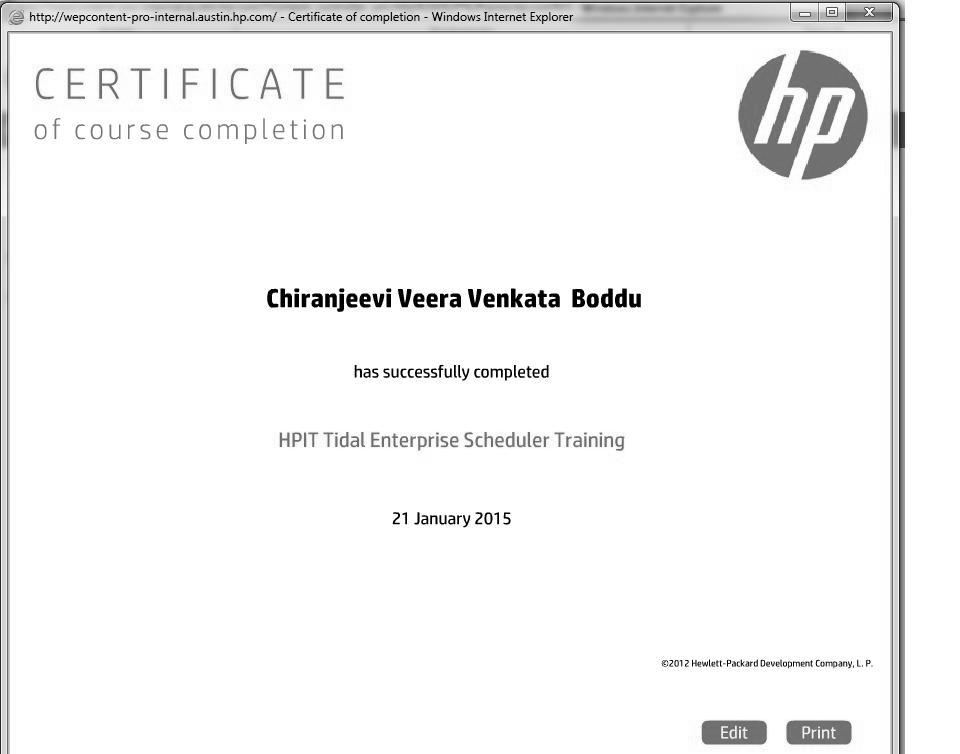 http://wepcontent-pro-internal.austin.hp.com/ - Certificate of completion - Windows Internet Explorer
CERTIFICATE
of course completion
hp
Chiranjeevi Veera Venkata Boddu
has successfully completed
HPIT Tidal Enterprise Scheduler Training
21 January 2015
©2012 Hewlett-Packard Development Company, L. P.
Edit
Print